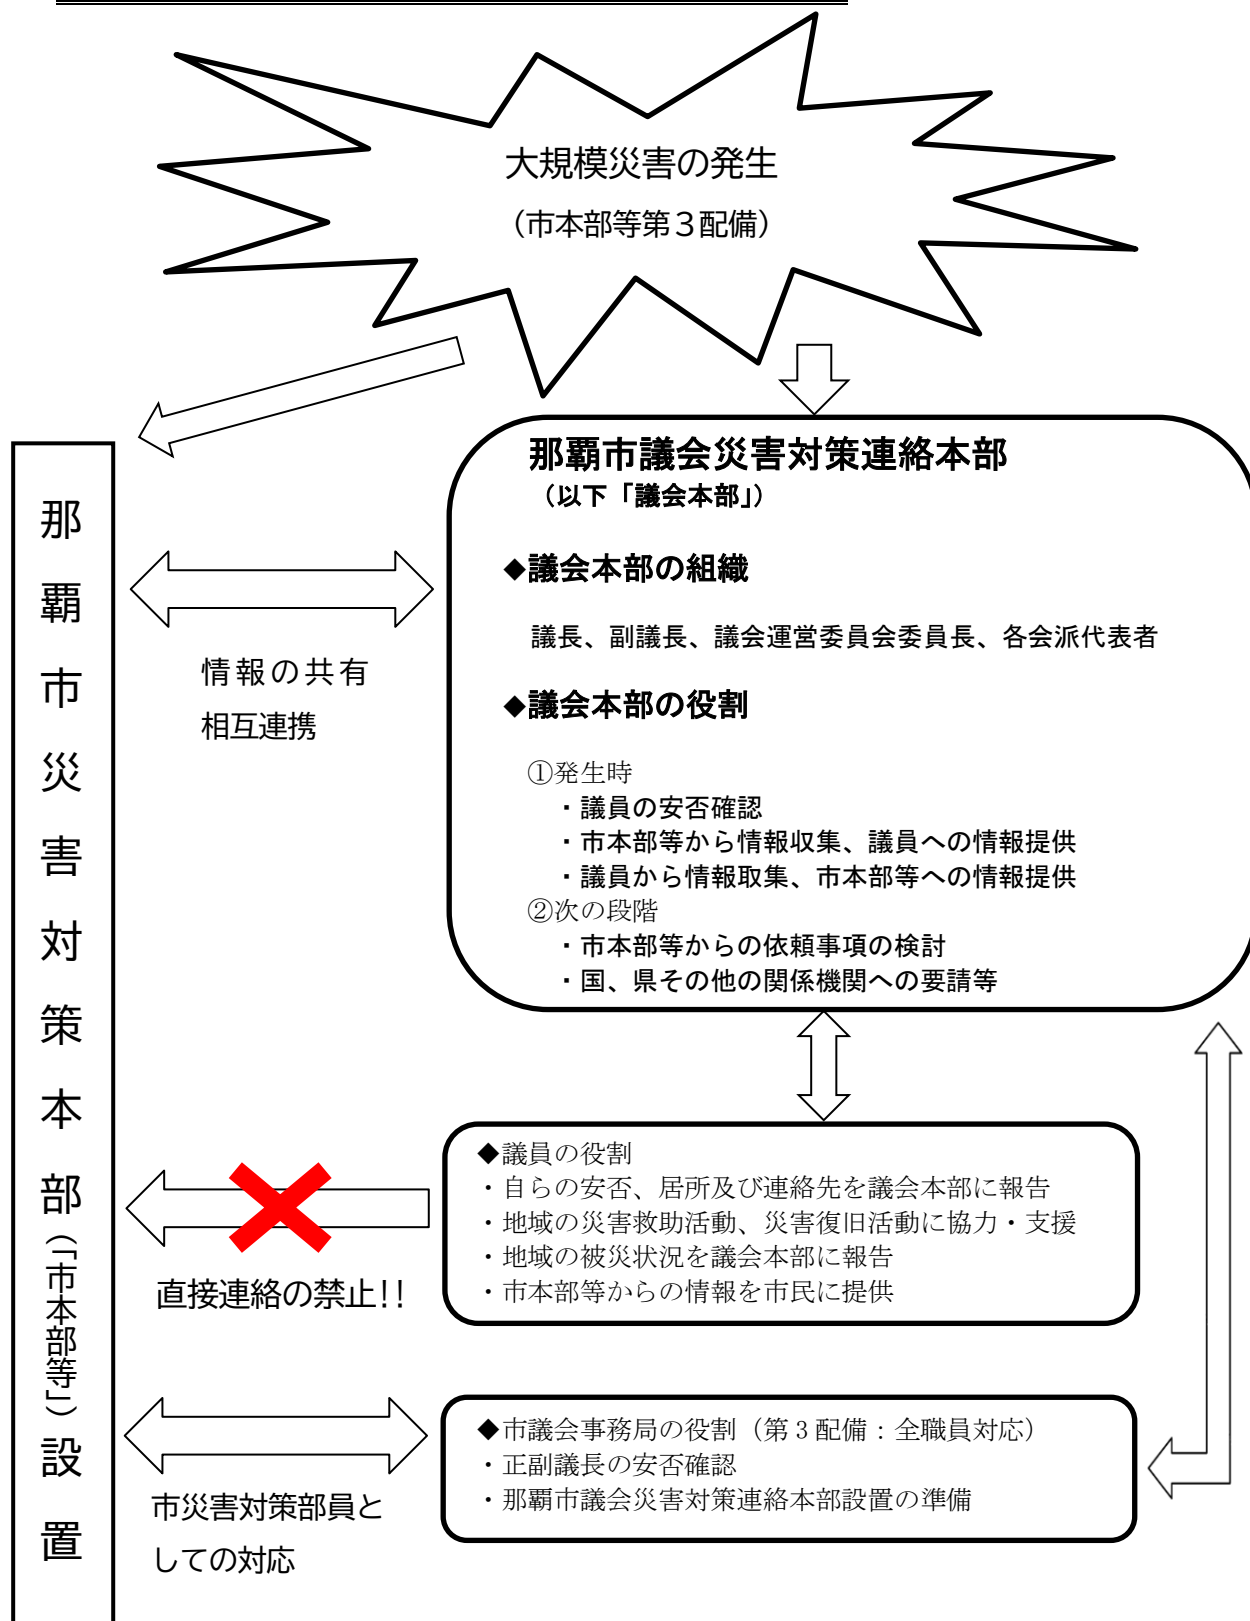 大規模災害の発生
（市本部等第３配備）
那覇市議会災害対策連絡本部
（以下「議会本部」）
◆議会本部の組織
議長、副議長、議会運営委員会委員長、各会派代表者
◆議会本部の役割
①発生時
・議員の安否確認
・市本部等から情報収集、議員への情報提供
・議員から情報取集、市本部等への情報提供
②次の段階
・市本部等からの依頼事項の検討
・国、県その他の関係機関への要請等
那覇市災害対策本部（「市本部等」）設置
情報の共有
相互連携
◆議員の役割
・自らの安否、居所及び連絡先を議会本部に報告
・地域の災害救助活動、災害復旧活動に協力・支援
・地域の被災状況を議会本部に報告
・市本部等からの情報を市民に提供
直接連絡の禁止!!
◆市議会事務局の役割（第３配備：全職員対応）
・正副議長の安否確認
・那覇市議会災害対策連絡本部設置の準備
市災害対策部員と
しての対応